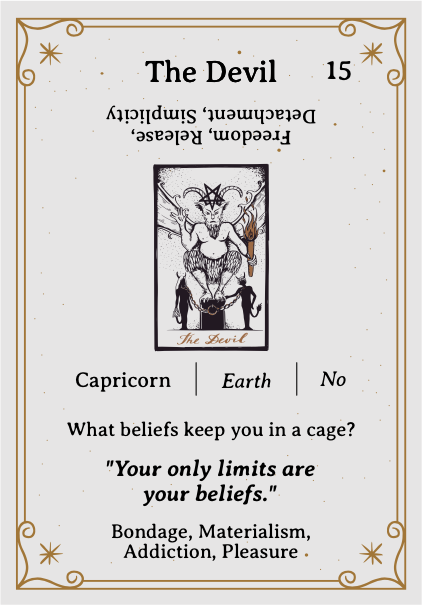 The Devil 15
Freedom, Release,
Detachment, Simplicity
The Devil
Capricorn | Earth | No
What beliefs keep you in a cage?
"Your only limits are
your beliefs."
Bondage, Materialism,
Addiction, Pleasure